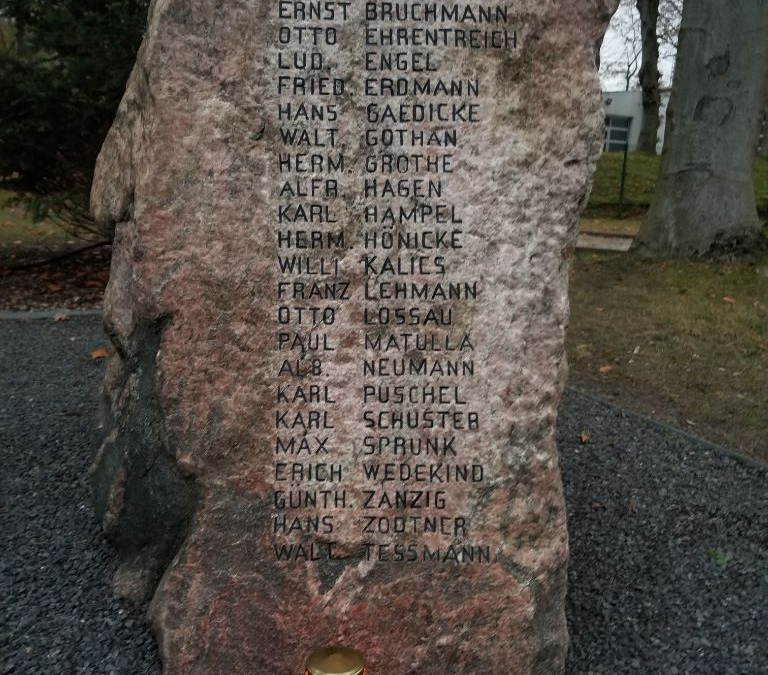 ERNST BRUCHMANN
OTTO EHRENTREICH
LUD. ENGEL
FRIED. ERDMANN
HANS GAEDICKE
WALT. GOTHAN
HERM. GROTHE
ALFR. HAGEN
KARL HAMPEL
HERM. HÖNICKE
WILLI KALIES
FRANZ LEHMANN
OTTO LOSSAU
PAUL MATULLA
ALB. NEUMANN
KARL PUSCHEL
KARL SCHUSTER
MAX SPRUNK
ERICH WEDEKIND
GÜNTH. ZANZIG
HANS ZODTNER
WALT. TESSMANN